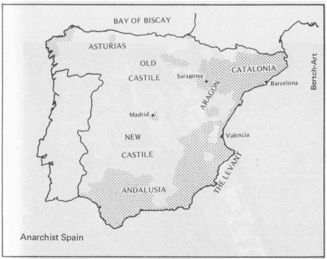 BAY OF BISCAY
ASTURIAS
OLD
CASTILE
Saragossa
CATALONIA
Barcelona
ARAGON
Madrid
NEW
CASTILE
Valencia
THE LEVANT
ANDALUSIA
Anarchist Spain
Bortch-Art